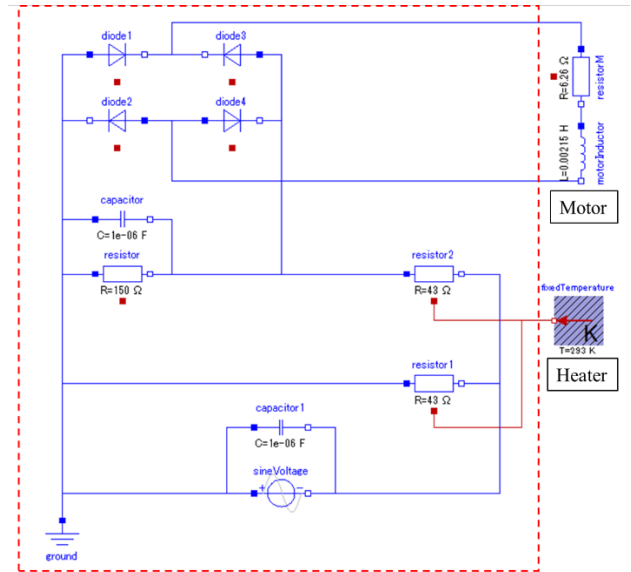 diode1
diode3
diode2
diode4
R=6.26 Ω
resistorM
L=0.00215 H
motorInductor
Motor
capacitor
C=1e-06 F
resistor
R=150 Ω
resistor2
R=43 Ω
fixedTemperature
K
T=293 K
Heater
resistor1
R=43 Ω
capacitor1
C=1e-06 F
sineVoltage
+
-
ground